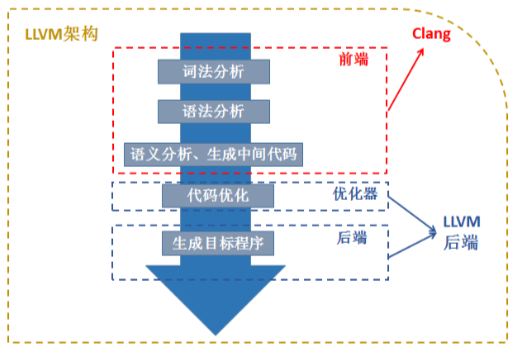 LLVM架构
Clang
前端
词法分析
语法分析
语义分析、生成中间代码
代码优化
优化器
LLVM
后端
后端
生成目标程序